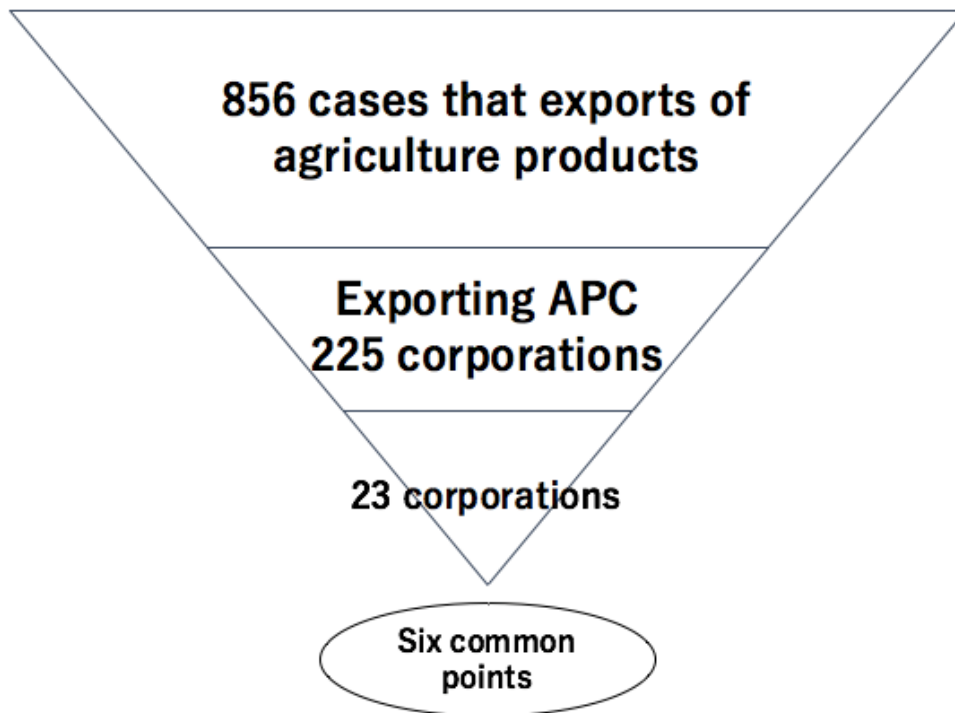 856 cases that exports of
agriculture products
Exporting APC
225 corporations
23 corporations
Six common
points